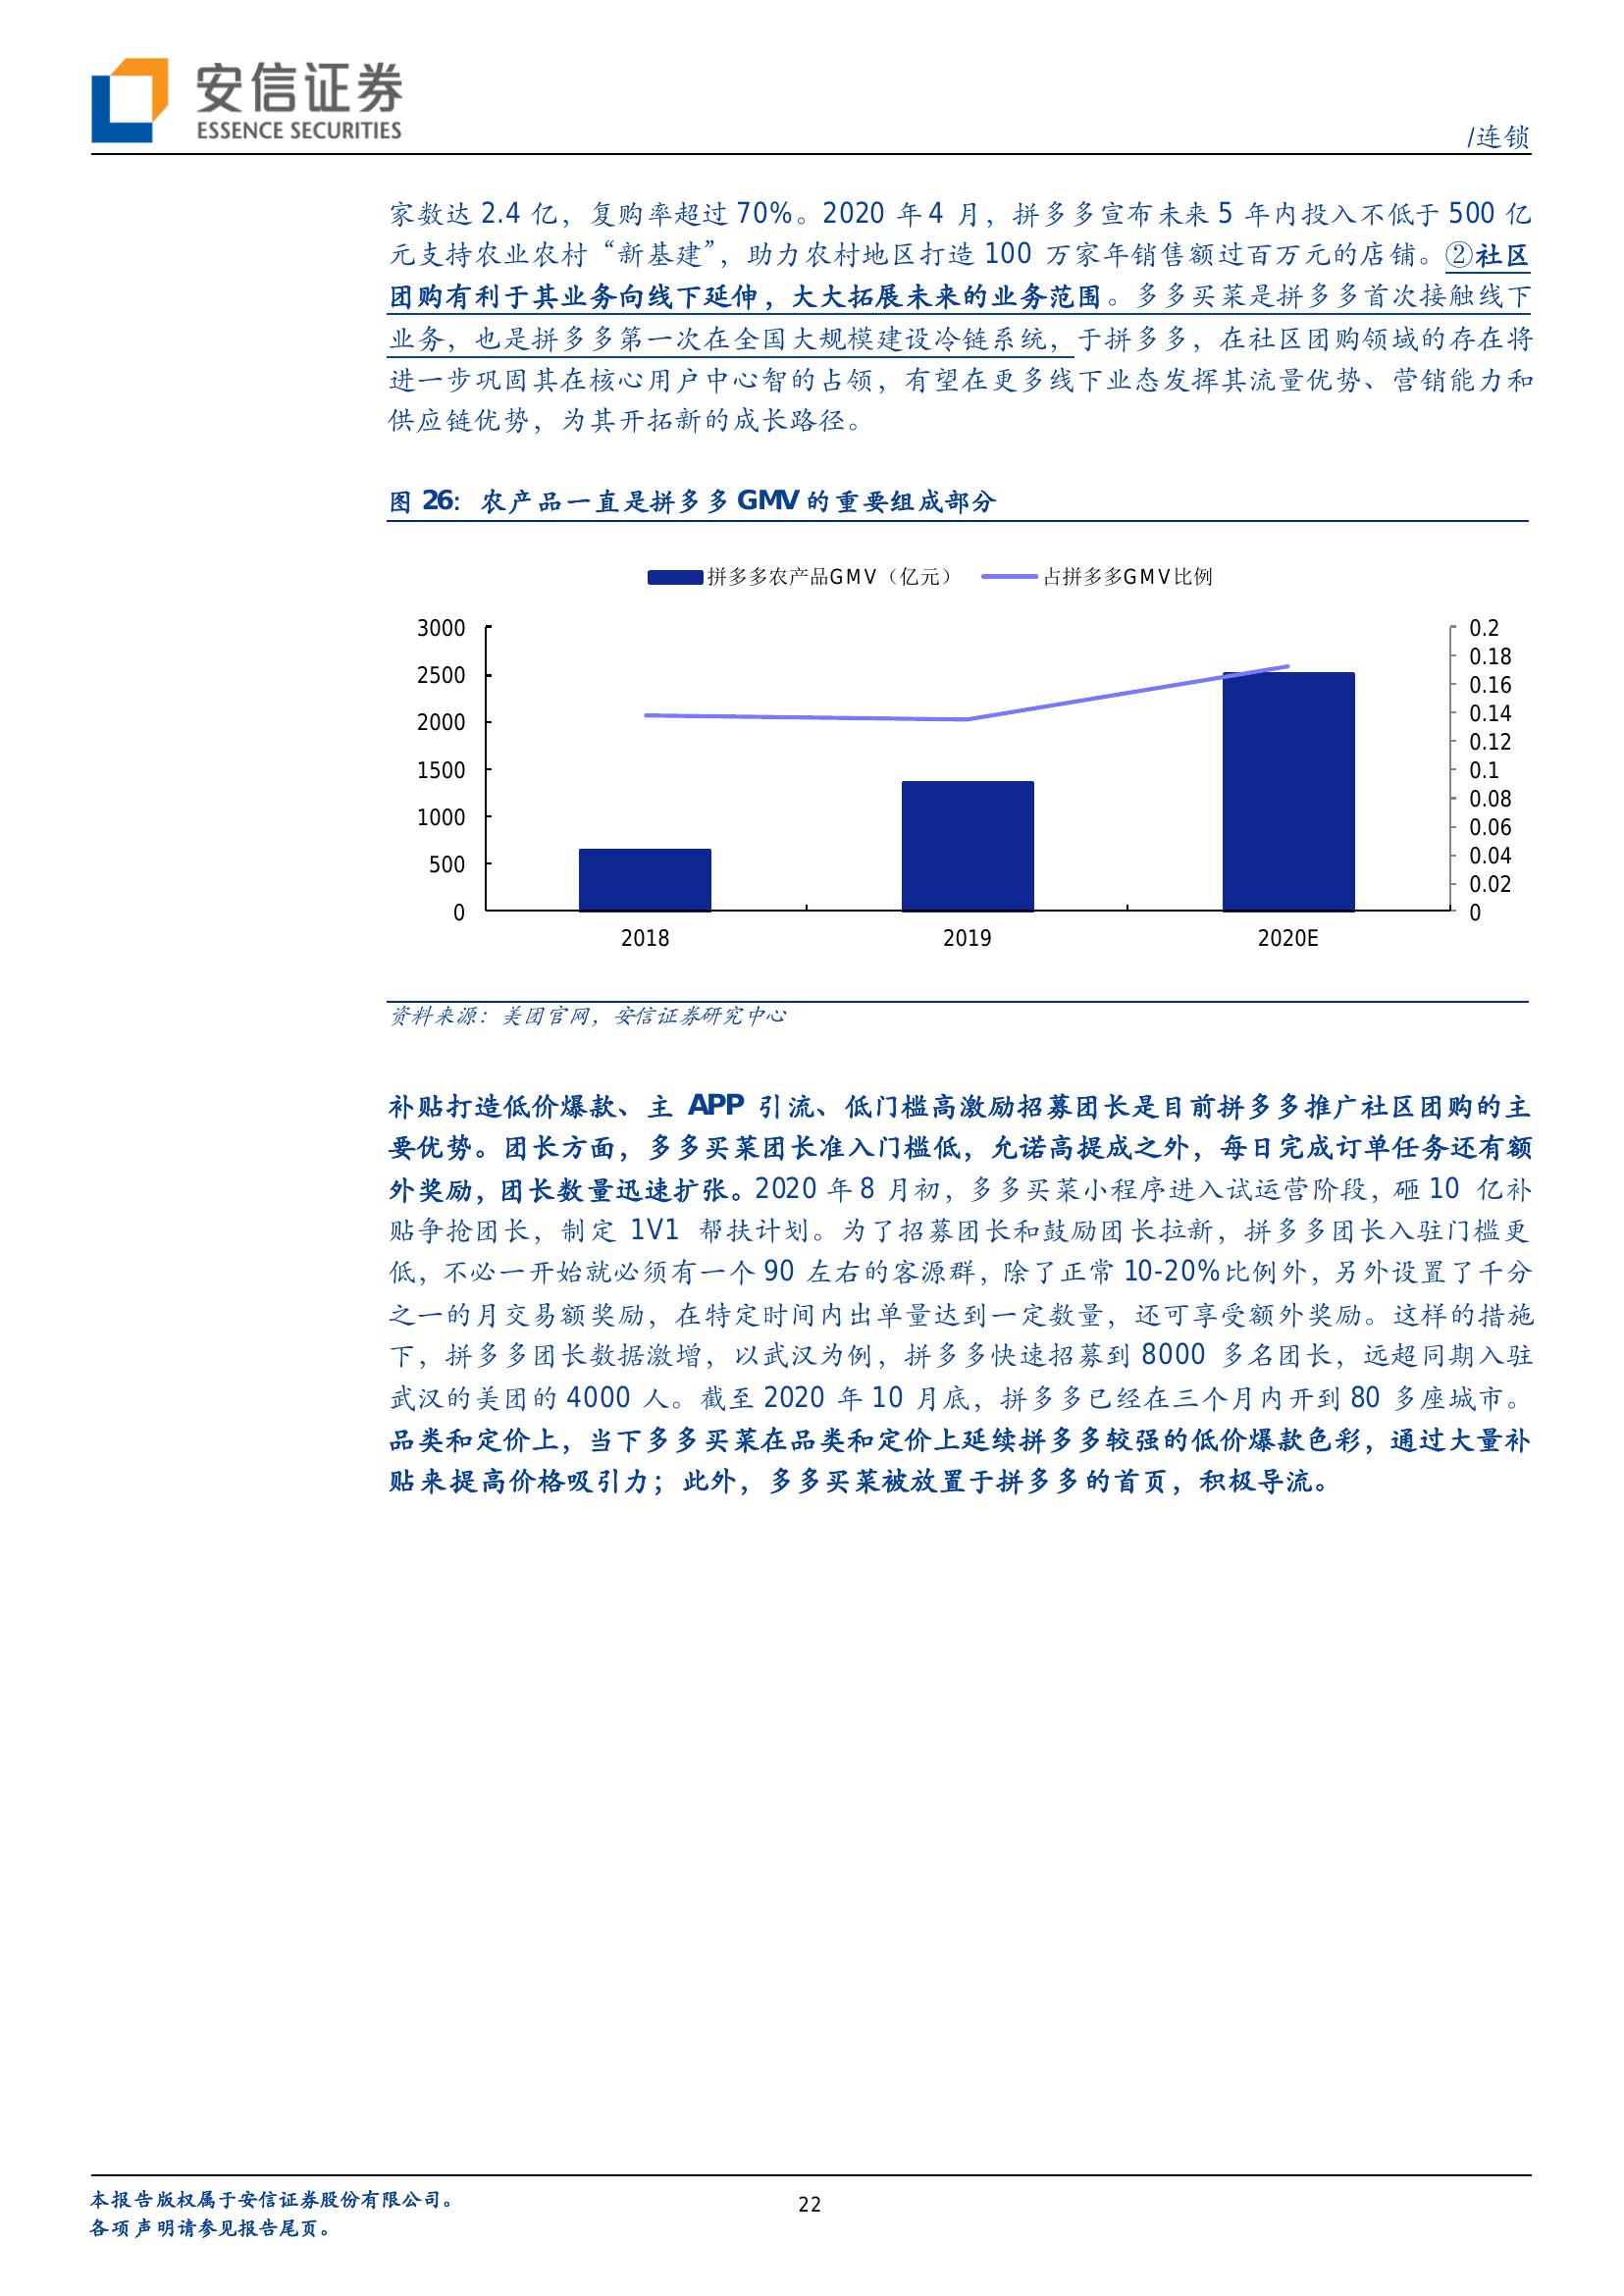 安信证券
ESSENCE SECURITIES
/连锁
家数达 2.4 亿，复购率超过 70%。2020 年 4 月，拼多多宣布未来 5 年内投入不低于 500 亿
元支持农业农村“新基建”，助力农村地区打造 100 万家年销售额过百万元的店铺。②社区
团购有利于其业务向线下延伸，大大拓展未来的业务范围。多多买菜是拼多多首次接触线下
业务，也是拼多多第一次在全国大规模建设冷链系统，于拼多多，在社区团购领域的存在将
进一步巩固其在核心用户中心智的占领，有望在更多线下业态发挥其流量优势、营销能力和
供应链优势，为其开拓新的成长路径。
图 26：农产品一直是拼多多 GMV 的重要组成部分
拼多多农产品GMV（亿元） 占拼多多GMV比例
3000 0.2
0.18
2500
0.16
2000 0.14
0.12
1500 0.1
1000 0.08
0.06
500 0.04
0.02
0 0
2018 2019 2020E
资料来源：美团官网，安信证券研究中心
补贴打造低价爆款、主 APP 引流、低门槛高激励招募团长是目前拼多多推广社区团购的主
要优势。团长方面，多多买菜团长准入门槛低，允诺高提成之外，每日完成订单任务还有额
外奖励，团长数量迅速扩张。2020 年 8 月初，多多买菜小程序进入试运营阶段，砸 10 亿补
贴争抢团长，制定 1V1 帮扶计划。为了招募团长和鼓励团长拉新，拼多多团长入驻门槛更
低，不必一开始就必须有一个 90 左右的客源群，除了正常 10-20%比例外，另外设置了千分
之一的月交易额奖励，在特定时间内出单量达到一定数量，还可享受额外奖励。这样的措施
下，拼多多团长数据激增，以武汉为例，拼多多快速招募到 8000 多名团长，远超同期入驻
武汉的美团的 4000 人。截至 2020 年 10 月底，拼多多已经在三个月内开到 80 多座城市。
品类和定价上，当下多多买菜在品类和定价上延续拼多多较强的低价爆款色彩，通过大量补
贴来提高价格吸引力；此外，多多买菜被放置于拼多多的首页，积极导流。
本报告版权属于安信证券股份有限公司。
22
各项声明请参见报告尾页。